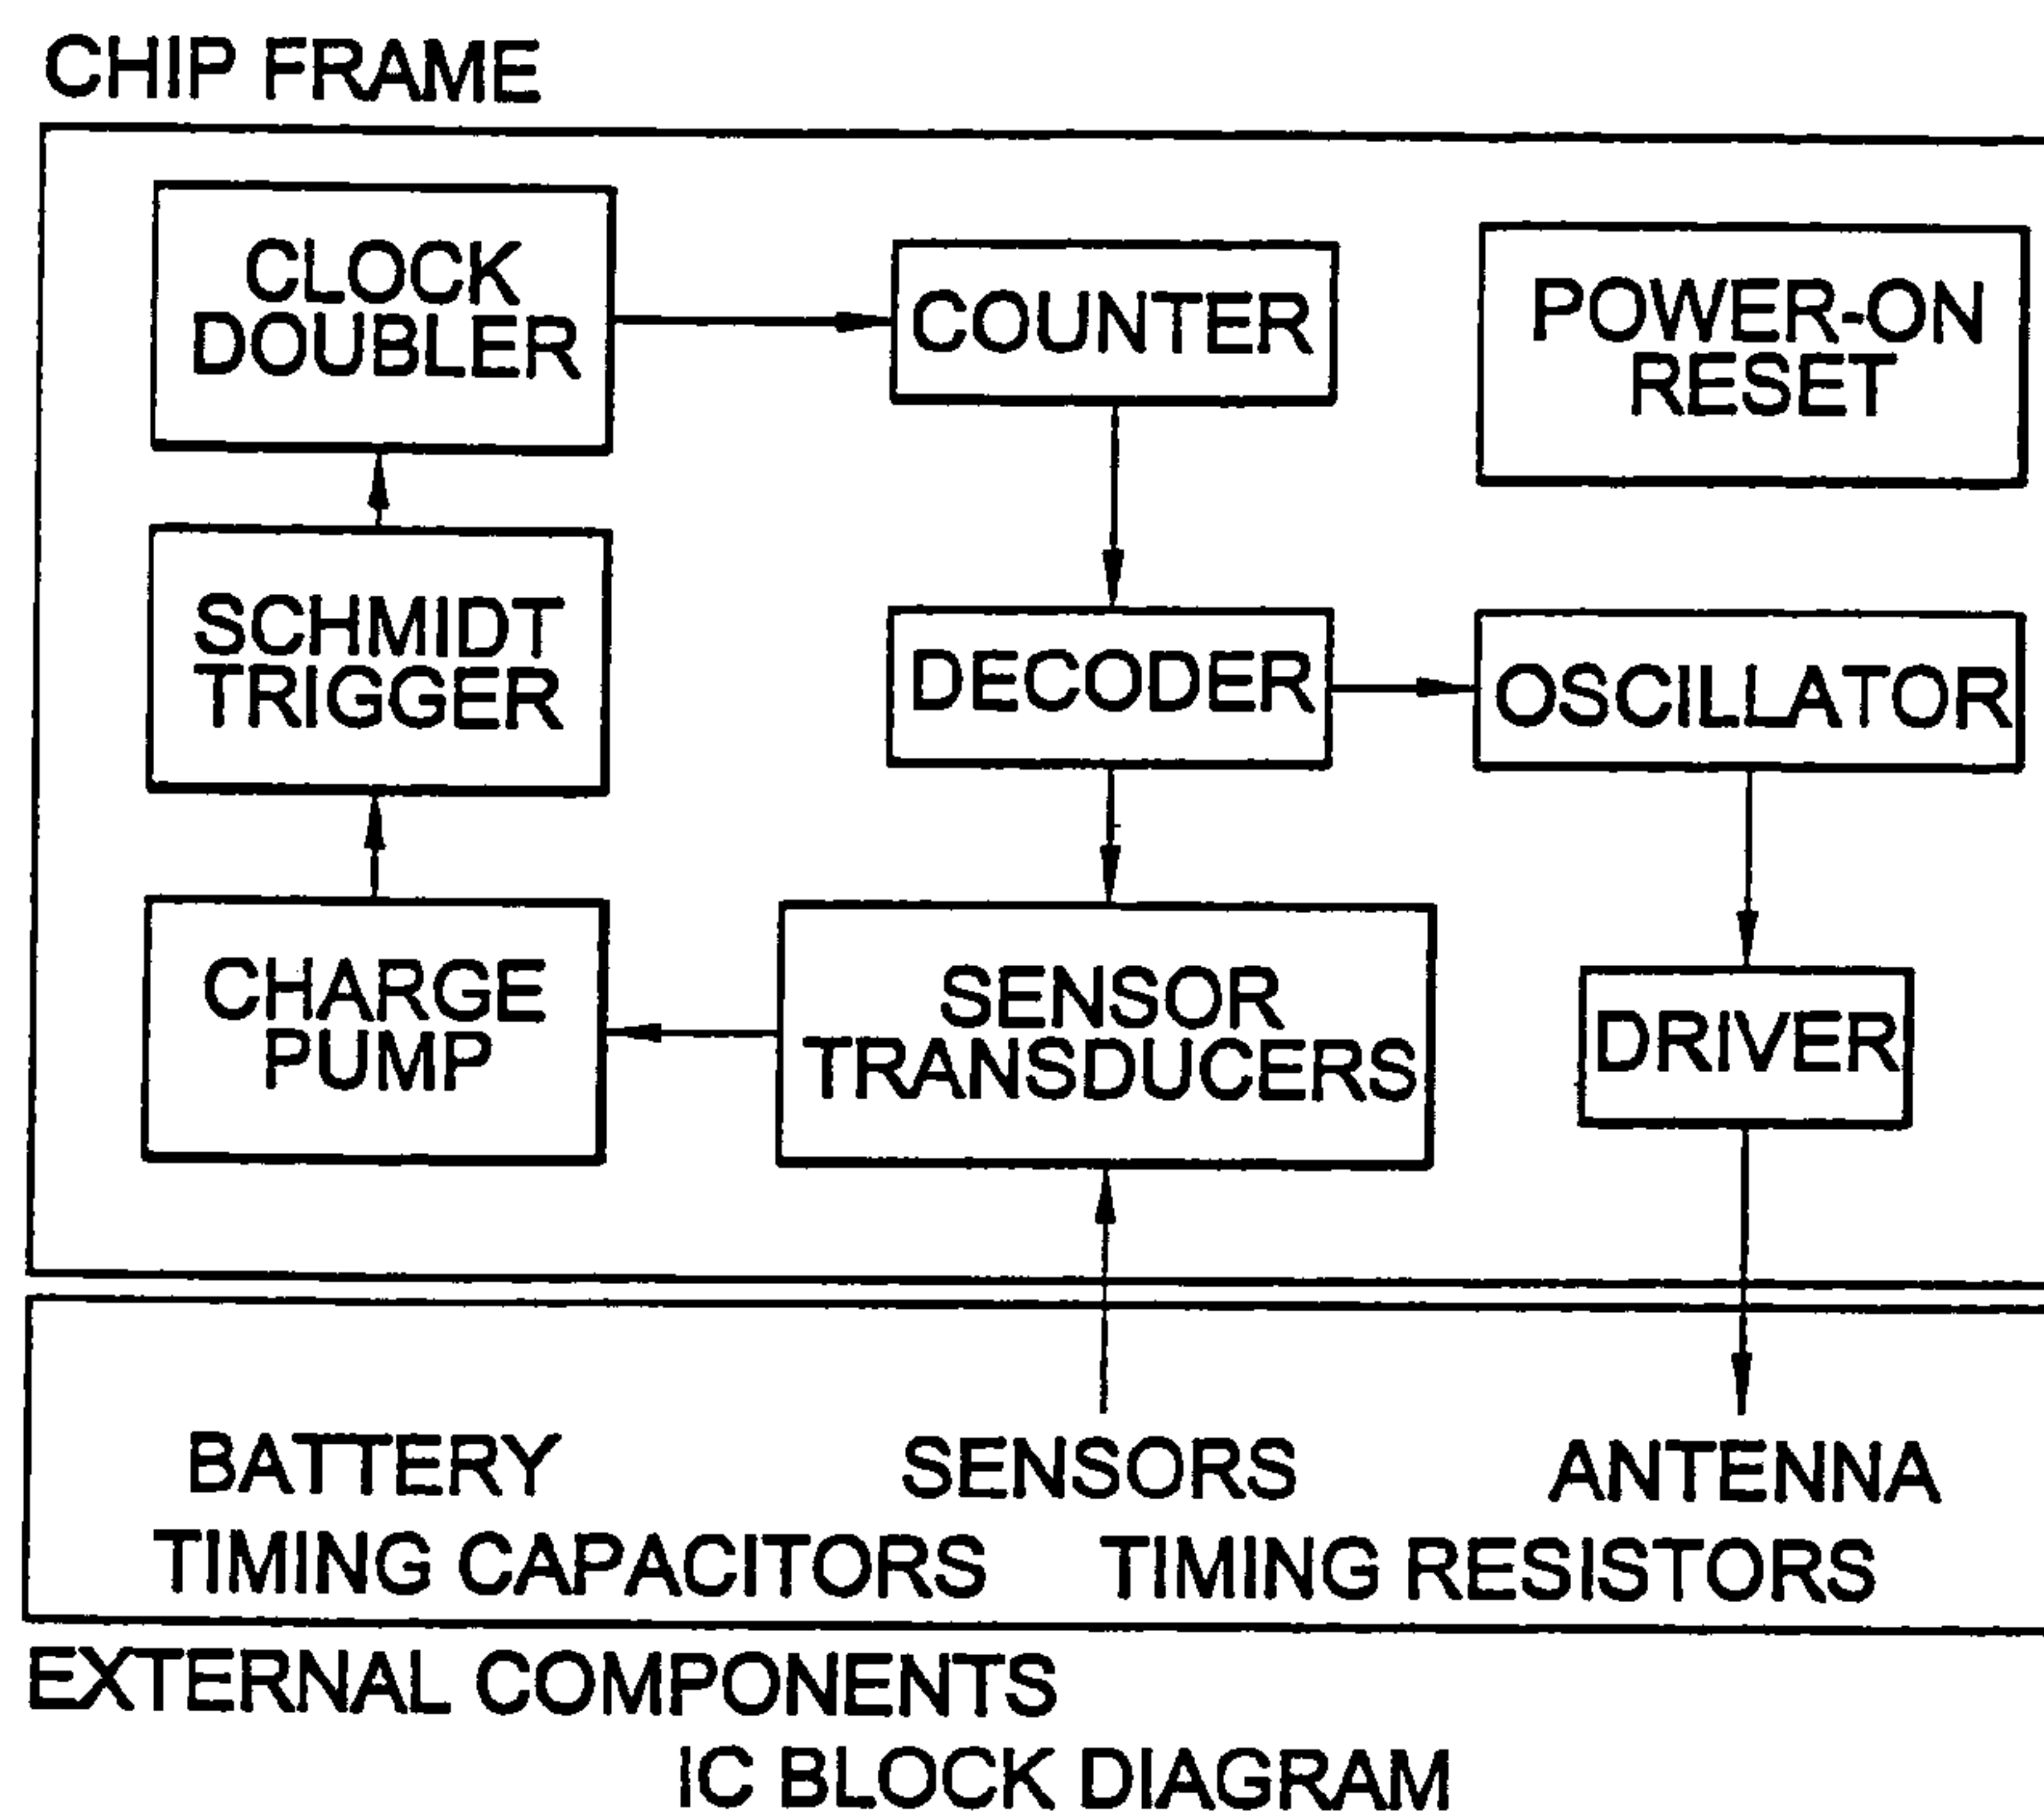 CHIP FRAME
CLOCK
DOUBLER
COUNTER
POWER-ON
RESET
SCHMIDT
TRIGGER
DECODER
OSCILLATOR
CHARGE
PUMP
SENSOR
TRANSDUCERS
DRIVER
BATTERY
SENSORS
ANTENNA
TIMING CAPACITORS
TIMING RESISTORS
EXTERNAL COMPONENTS
IC BLOCK DIAGRAM